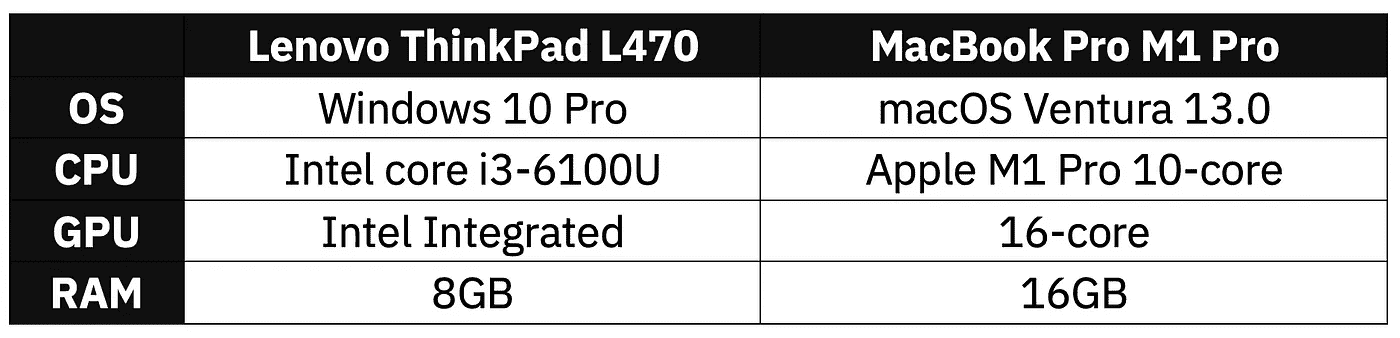 Lenovo ThinkPad L470 MacBook Pro M1 Pro
OS Windows 10 Pro macOS Ventura 13.0
CPU Intel core i3-6100U Apple M1 Pro 10-core
GPU Intel Integrated 16-core
RAM 8GB 16GB